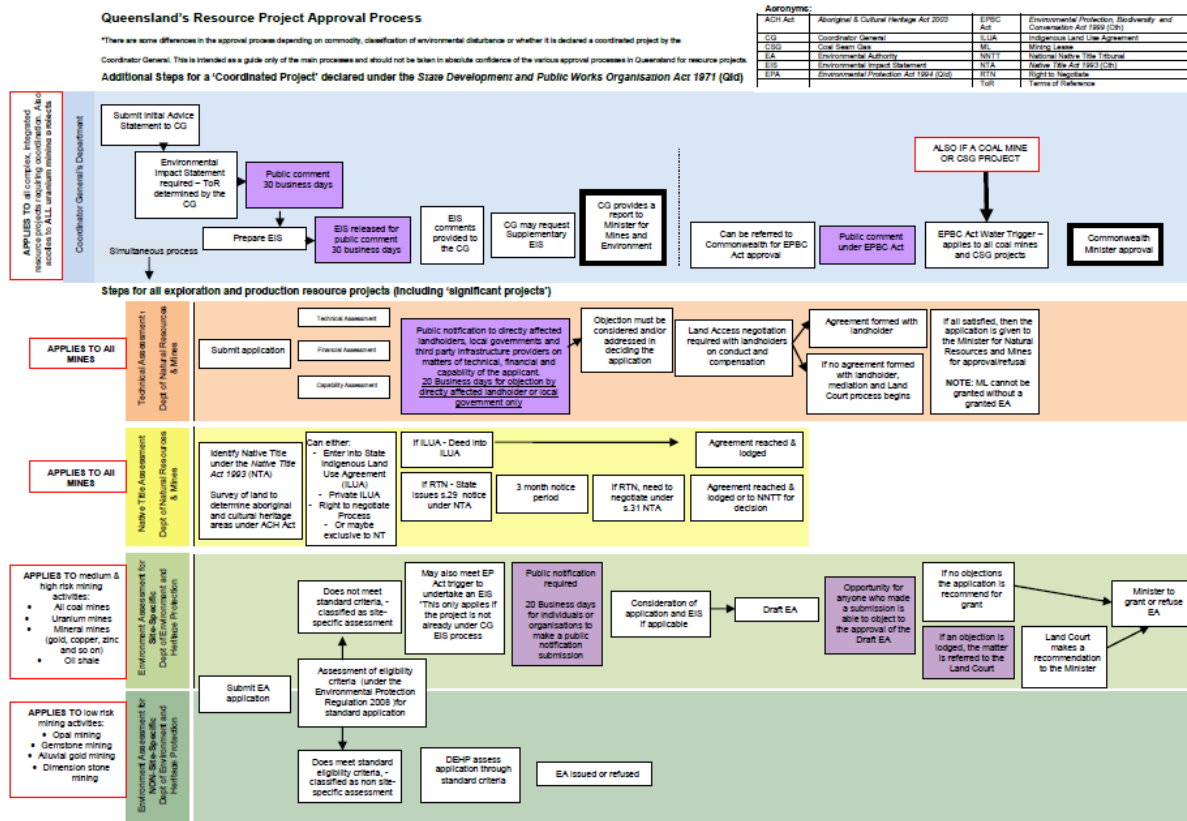 Queensland's Resource Project Approval Process
*There are some differences in the approval process depending on commodity, classification of environmental disturbance or whether it is declared a coordinated project by the
Coordinator General. This is intended as a guide only of the main processes and should not be taken in absolute confidence of the various approval processes in Queensland for resource projects.
Additional Steps for a 'Coordinated Project' declared under the State Development and Public Works Organisation Act 1971 (Qld)
Acronyms:
ACH Act Aboriginal & Cultural Heritage Act 2003 EPBC Act Environmental Protection, Biodiversity and
Conservation Act 1999 (Cth)
CG Coordinator General ILUA Indigenous Land Use Agreement
CSG Coal Seam Gas ML Mining Lease
EA Environmental Authority NNTT National Native Title Tribunal
EIS Environmental Impact Statement NTA Native Title Act 1993 (Cth)
EPA Environmental Protection Act 1994 (Qld) RTN Right to Negotiate
ToR Terms of Reference
APPLIES TO all complex, integrated
resource projects requiring coordination. Also
applies to ALL uranium mining projects
Coordinator General's Department
Submit Initial Advice
Statement to CG
Environmental
Impact Statement
required – ToR
determined by the
CG
Public comment
30 business days
Prepare EIS
EIS released for
public comment
30 business days
EIS
comments
provided to
the CG
CG may request
Supplementary
EIS
CG provides a
report to
Minister for
Mines and
Environment
Can be referred to
Commonwealth for EPBC
Act approval
Public comment
under EPBC Act
ALSO IF A COAL MINE
OR CSG PROJECT
EPBC Act Water Trigger –
applies to all coal mines
and CSG projects
Commonwealth
Minister approval
Simultaneous process
Steps for all exploration and production resource projects (including 'significant projects')
APPLIES TO All
MINES
Technical Assessment
Dept of Natural Resources
& Mines
Submit application
Technical Assessment
Financial Assessment
Capability Assessment
Public notification to directly affected
landholders, local governments and
third party infrastructure providers on
matters of technical, financial and
capability of the applicant.
20 Business days for objection by
directly affected landholder or local
government only
Objection must be
considered and/or
addressed in
deciding the
application
Land Access negotiation
required with landholders
on conduct and
compensation
Agreement formed with
landholder
If no agreement formed
with landholder,
mediation and Land
Court process begins
If all satisfied, then the
application is given to
the Minister for Natural
Resources and Mines
for approval/refusal
NOTE: ML cannot be
granted without a
granted EA
APPLIES TO All
MINES
Native Title Assessment
Dept of Natural Resources
& Mines
Identify Native Title
under the Native Title
Act 1993 (NTA)
Survey of land to
determine aboriginal
and cultural heritage
areas under ACH Act
Can either:
- Enter into State
Indigenous Land
Use Agreement
(ILUA)
- Private ILUA
- Right to negotiate
Process
- Or maybe
exclusive to NT
If ILUA - Deed into
ILUA
Agreement reached &
lodged
If RTN - State
issues s.29 notice
under NTA
3 month notice
period
If RTN, need to
negotiate under
s.31 NTA
Agreement reached &
lodged or to NNTT for
decision
APPLIES TO medium &
high risk mining
activities:
• All coal mines
• Uranium mines
• Mineral mines
(gold, copper, zinc
and so on)
• Oil shale
Environment Assessment for
Site-Specific
Dept of Environment and
Heritage Protection
Does not meet
standard criteria, -
classified as site-
specific assessment
May also meet EP
Act trigger to
undertake an EIS
"This only applies if
the project is not
already under CG
EIS process
Public notification
required
20 Business days
for individuals or
organisations to
make a public
notification
submission
Consideration of
application and EIS
if applicable
Draft EA
Opportunity for
anyone who made
a submission is
able to object to
the approval of the
Draft EA
If no objections
the application is
recommend for
grant
If an objection is
lodged, the matter
is referred to the
Land Court
Land Court
makes a
recommendation
to the Minister
Minister to
grant or refuse
EA
Submit EA
application
Assessment of eligibility
criteria (under the
Environmental Protection
Regulation 2008 )for
standard application
APPLIES TO low risk
mining activities:
• Opal mining
• Gemstone mining
• Alluvial gold mining
• Dimension stone
mining
Environment Assessment for
NON-Site-Specific
Dept of Environment and
Heritage Protection
Does meet standard
eligibility criteria, -
classified as non site-
specific assessment
DEHP assess
application through
standard criteria
EA issued or refused